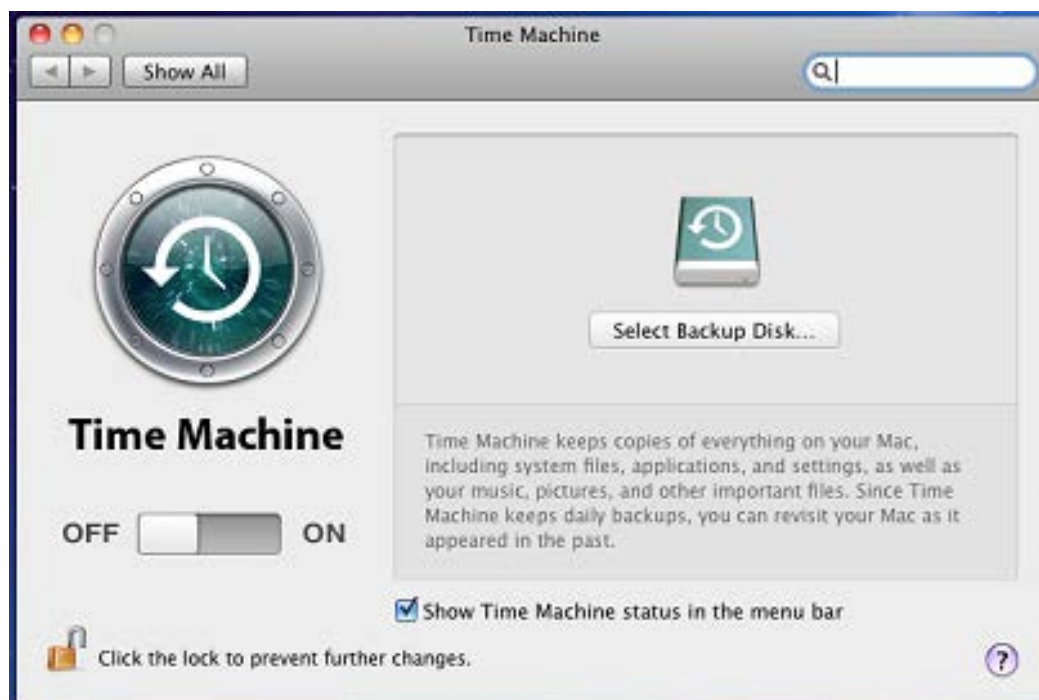 Time Machine
Show All
Select Backup Disk...
Time Machine
Time Machine keeps copies of everything on your Mac,
including system files, applications, and settings, as well as
your music, pictures, and other important files. Since Time
Machine keeps daily backups, you can revisit your Mac as it
appeared in the past.
OFF ON
Show Time Machine status in the menu bar
Click the lock to prevent further changes.
?